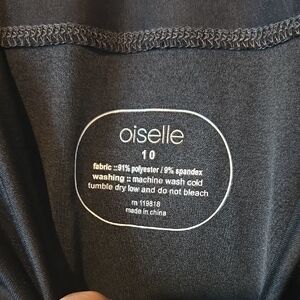 oiselle
10
fabric :: 91% polyester / 9% spandex
washing :: machine wash cold
tumble dry low and do not bleach
rn 119818
made in china